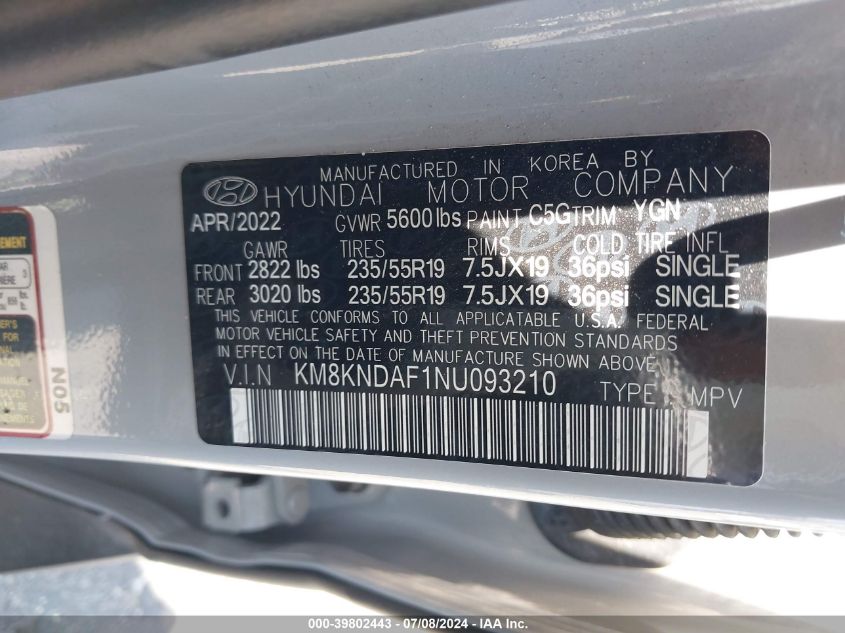 MANUFACTURED IN KOREA BY
HYUNDAI MOTOR COMPANY
APR/2022 GVWR 5600 lbs PAINT C5G TRIM YGN
GAWR TIRES RIMS COLD TIRE INFL
FRONT 2822 lbs 235/55R19 7.5JX19 36psi SINGLE
REAR 3020 lbs 235/55R19 7.5JX19 36psi SINGLE
THIS VEHICLE CONFORMS TO ALL APPLICATABLE U.S.A. FEDERAL
MOTOR VEHICLE SAFETY AND THEFT PREVENTION STANDARDS
IN EFFECT ON THE DATE OF MANUFACTURE SHOWN ABOVE.
V.I.N KM8KNDAF1NU093210 TYPE : MPV
EMENT
N05
000-39802443 - 07/08/2024 - IAA Inc.